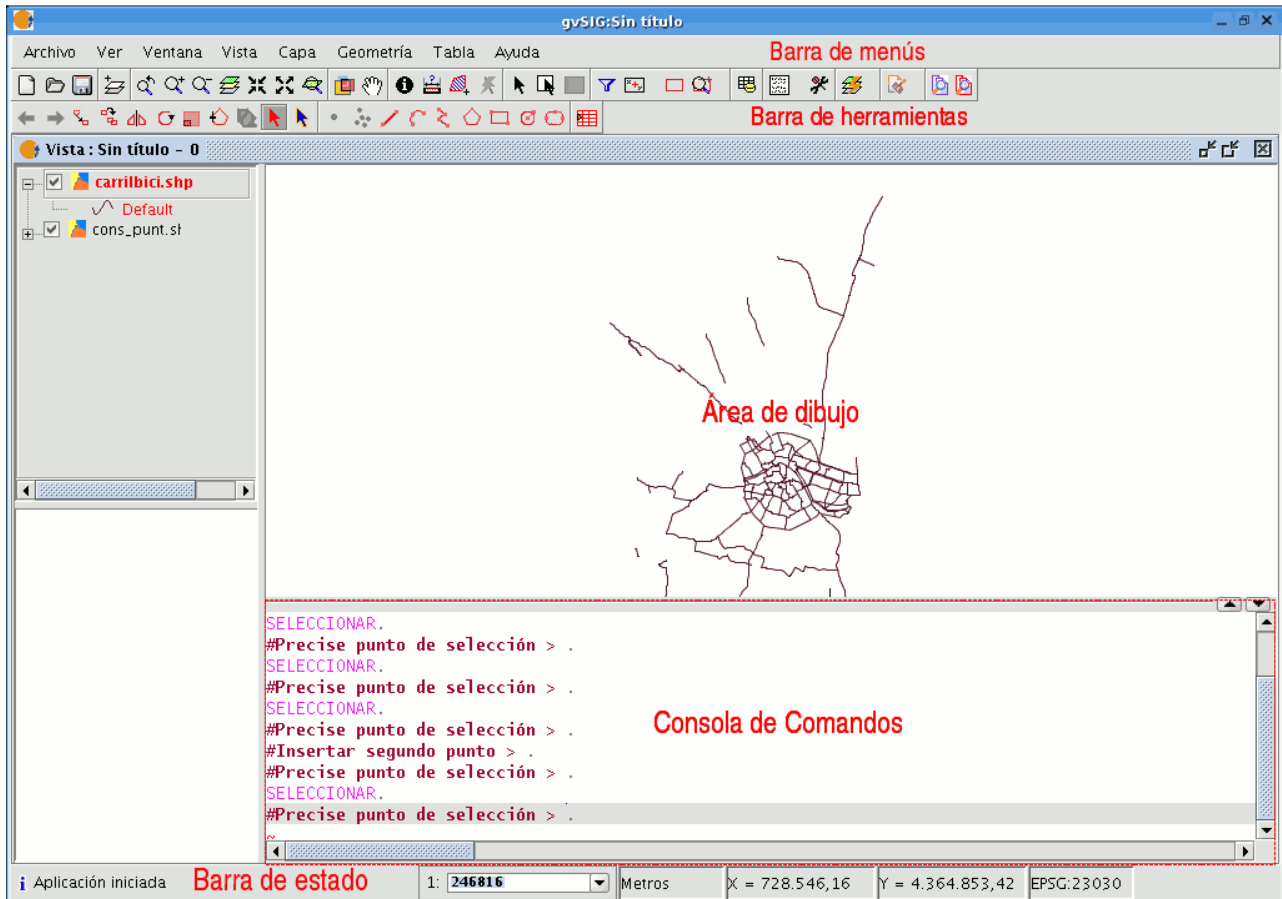 gvSIG:Sin título
Archivo Ver Ventana Vista Capa Geometría Tabla Ayuda
Barra de menús
Barra de herramientas
Vista : Sin título - 0
carrilbici.shp
Default
cons_punt.sh
Área de dibujo
SELECCIONAR.
#Precise punto de selección > .
SELECCIONAR.
#Precise punto de selección > .
SELECCIONAR.
#Precise punto de selección > .
#Insertar segundo punto > .
#Precise punto de selección > .
SELECCIONAR.
#Precise punto de selección > .
~
Consola de Comandos
Aplicación iniciada
Barra de estado
1: 246816
Metros
X = 728.546,16
Y = 4.364.853,42
EPSG:23030